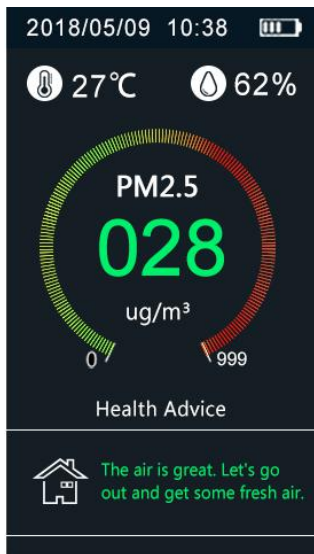 2018/05/09 10:38
27℃ 62%
PM2.5
028
ug/m³
0 999
Health Advice
The air is great. Let's go
out and get some fresh air.